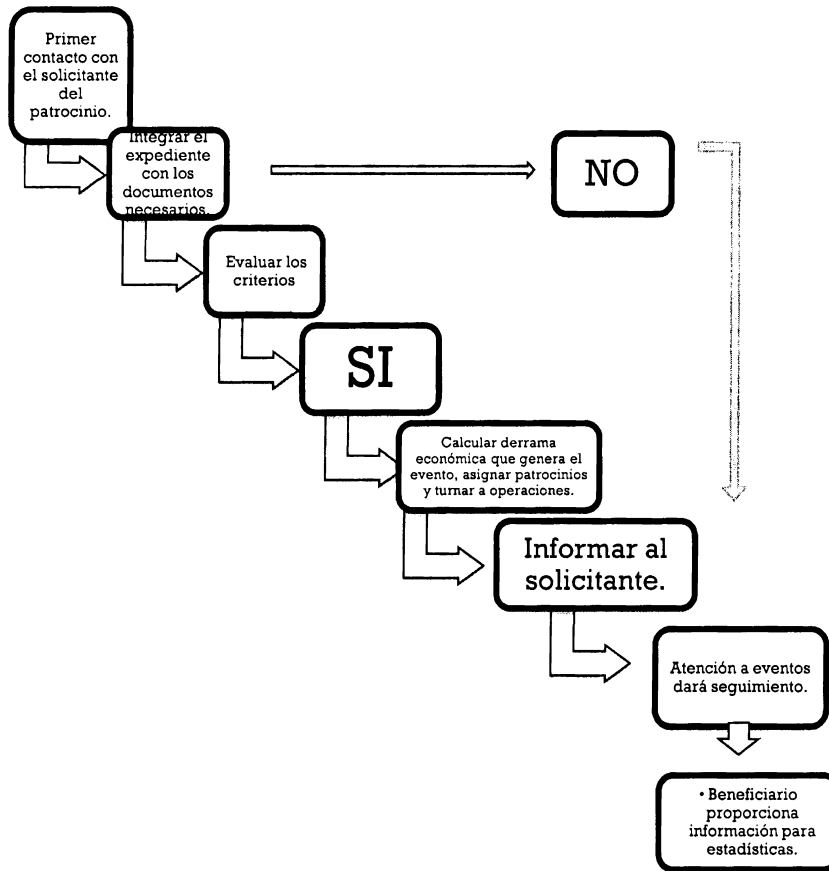 Primer
contacto con
el solicitante
del
patrocinio.
Integrar el
expediente
con los
documentos
necesarios.
NO
Evaluar los
criterios
SI
Calcular derrama
económica que genera el
evento, asignar patrocinios
y turnar a operaciones.
Informar al
solicitante.
Atención a eventos
dará seguimiento.
• Beneficiario
proporciona
información para
estadísticas.